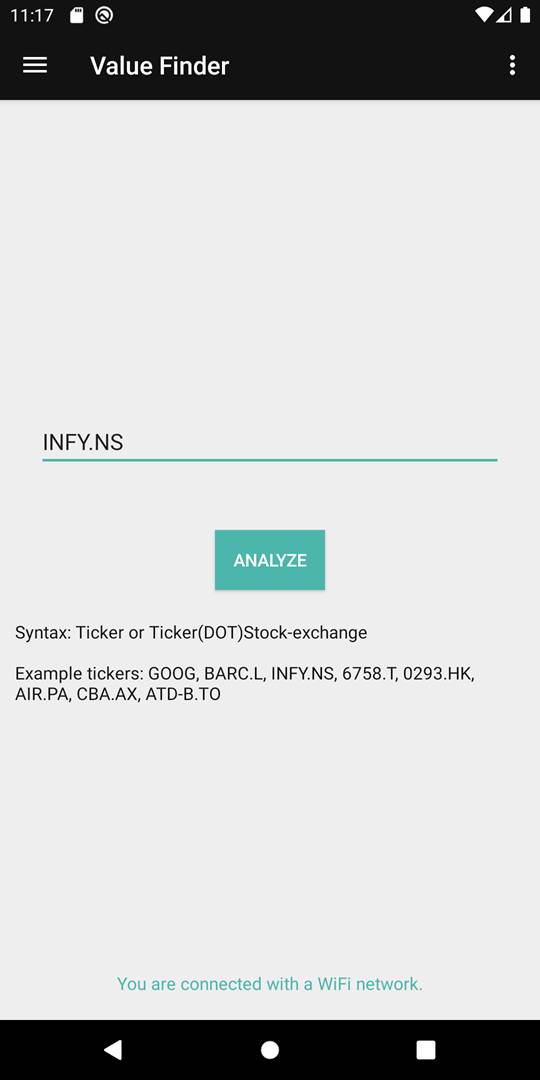 11:17
Value Finder
INFY.NS
ANALYZE
Syntax: Ticker or Ticker(DOT)Stock-exchange
Example tickers: GOOG, BARC.L, INFY.NS, 6758.T, 0293.HK,
AIR.PA, CBA.AX, ATD-B.TO
You are connected with a WiFi network.